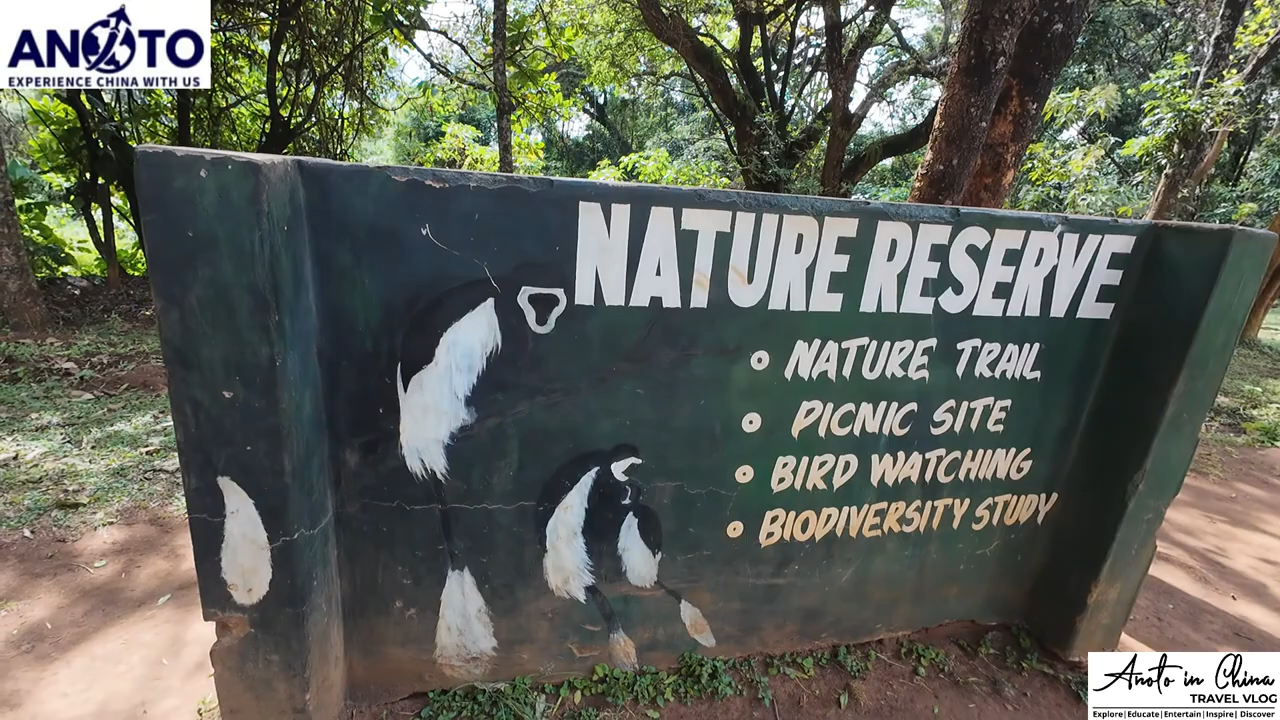 ANOTO
EXPERIENCE CHINA WITH US
NATURE RESERVE
NATURE TRAIL
PICNIC SITE
BIRD WATCHING
BIODIVERSITY STUDY
Anoto in China
TRAVEL VLOG
Explore|Educate|Entertain|Inspire|Discover